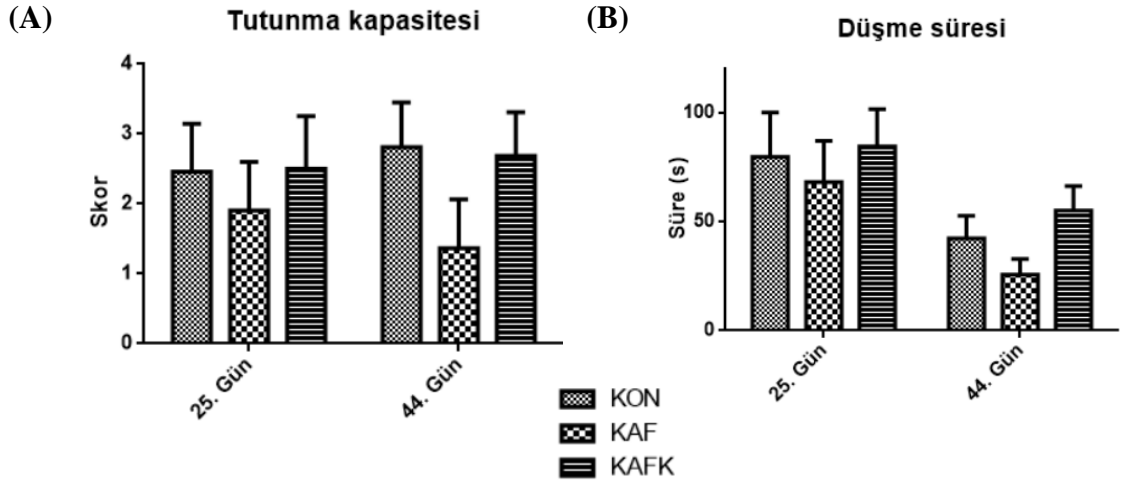 (A)
Tutunma kapasitesi
4
3
2
1
0
Skor
25. Gün
44. Gün
(B)
Düşme süresi
100
50
0
Süre (s)
25. Gün
44. Gün
KON
KAF
KAFK